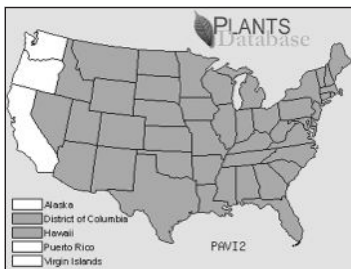 PLANTS
Database
Alaska
District of Columbia
Hawaii
Puerto Rico
Virgin Islands
PAVI2